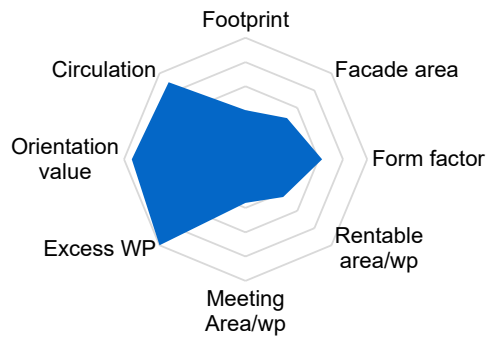 Footprint
Circulation
Facade area
Orientation
value
Form factor
Excess WP
Rentable
area/wp
Meeting
Area/wp